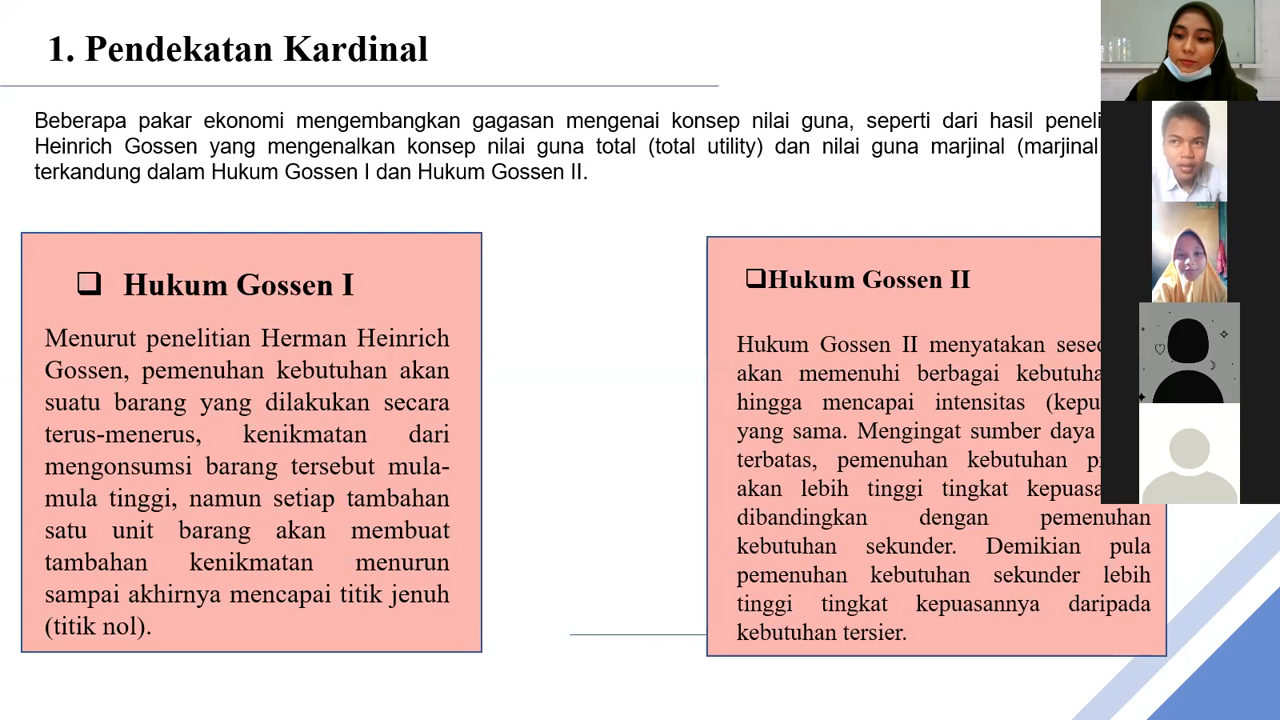 1. Pendekatan Kardinal
Beberapa pakar ekonomi mengembangkan gagasan mengenai konsep nilai guna, seperti dari hasil peneli
Heinrich Gossen yang mengenalkan konsep nilai guna total (total utility) dan nilai guna marjinal (marjinal
terkandung dalam Hukum Gossen I dan Hukum Gossen II.
❑ Hukum Gossen I
Menurut penelitian Herman Heinrich
Gossen, pemenuhan kebutuhan akan
suatu barang yang dilakukan secara
terus-menerus, kenikmatan dari
mengonsumsi barang tersebut mula-
mula tinggi, namun setiap tambahan
satu unit barang akan membuat
tambahan kenikmatan menurun
sampai akhirnya mencapai titik jenuh
(titik nol).
❑Hukum Gossen II
Hukum Gossen II menyatakan sese
akan memenuhi berbagai kebutuha
hingga mencapai intensitas (kepu
yang sama. Mengingat sumber daya
terbatas, pemenuhan kebutuhan p
akan lebih tinggi tingkat kepuasa
dibandingkan dengan pemenuhan
kebutuhan sekunder. Demikian pula
pemenuhan kebutuhan sekunder lebih
tinggi tingkat kepuasannya daripada
kebutuhan tersier.